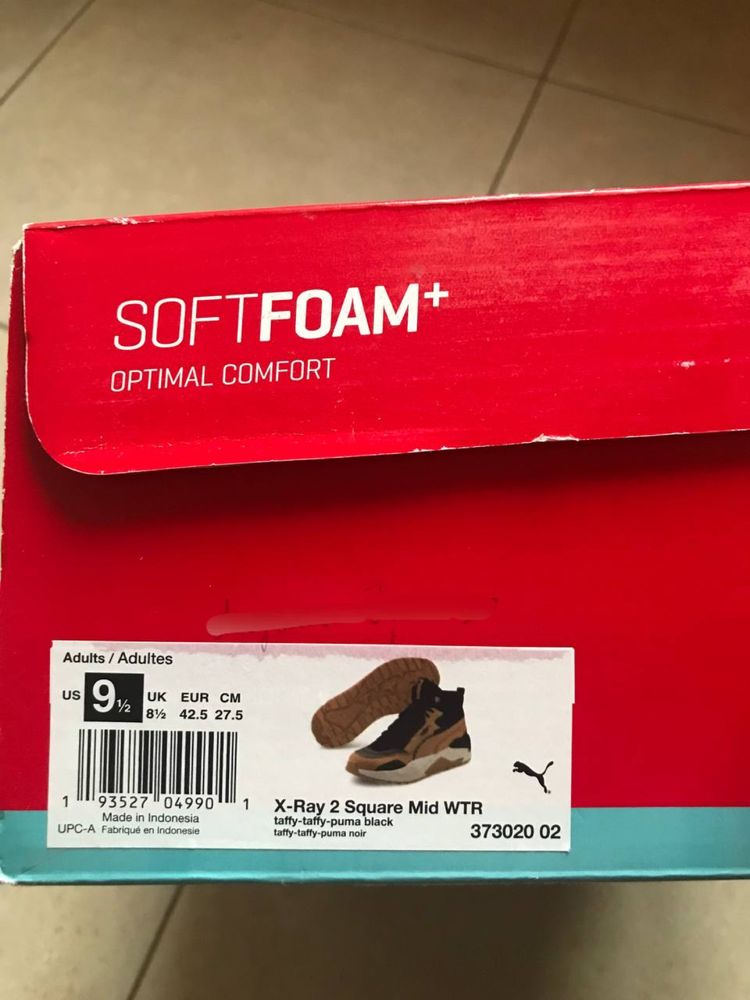 SOFTFOAM+
OPTIMAL COMFORT
Adults / Adultes
US 9½ UK EUR CM
8½ 42.5 27.5
1 93527 04990 1
Made in Indonesia
UPC-A Fabriqué en Indonesie
X-Ray 2 Square Mid WTR
taffy-taffy-puma black
taffy-taffy-puma noir
373020 02